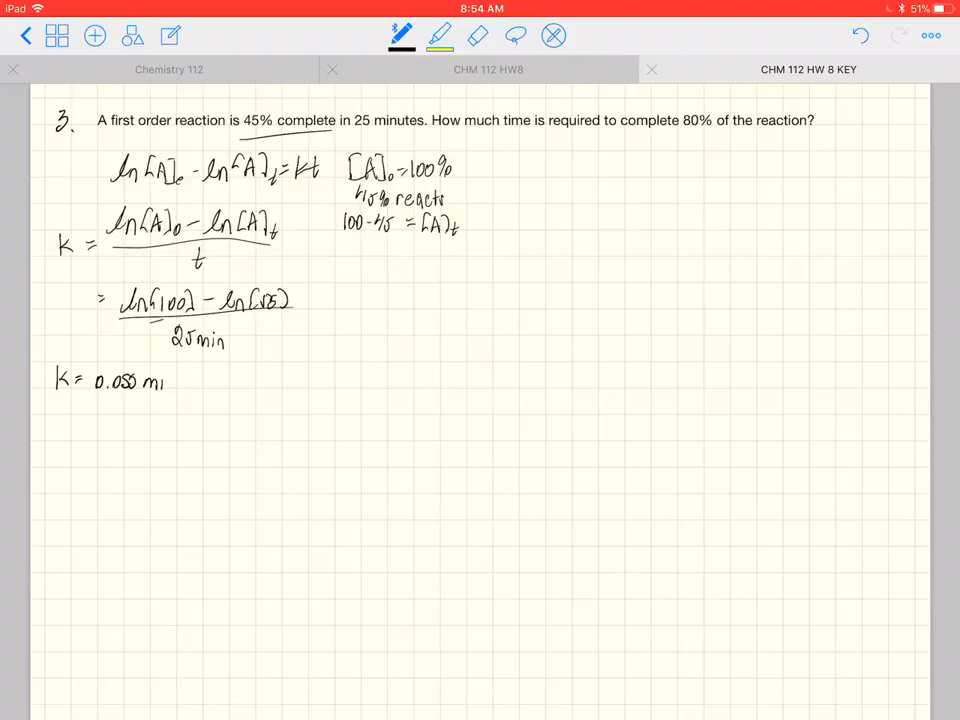 iPad 8:54 AM 51%
Chemistry 112 CHM 112 HW8 CHM 112 HW 8 KEY
3. A first order reaction is 45% complete in 25 minutes. How much time is required to complete 80% of the reaction?
ln[A]₀ - ln[A]t = kt [A]₀ = 100%
45% reacts
k = ln[A]₀ - ln[A]t / t 100-45 = [A]t
= ln[100] - ln[55] / 25 min
k = 0.050 mi